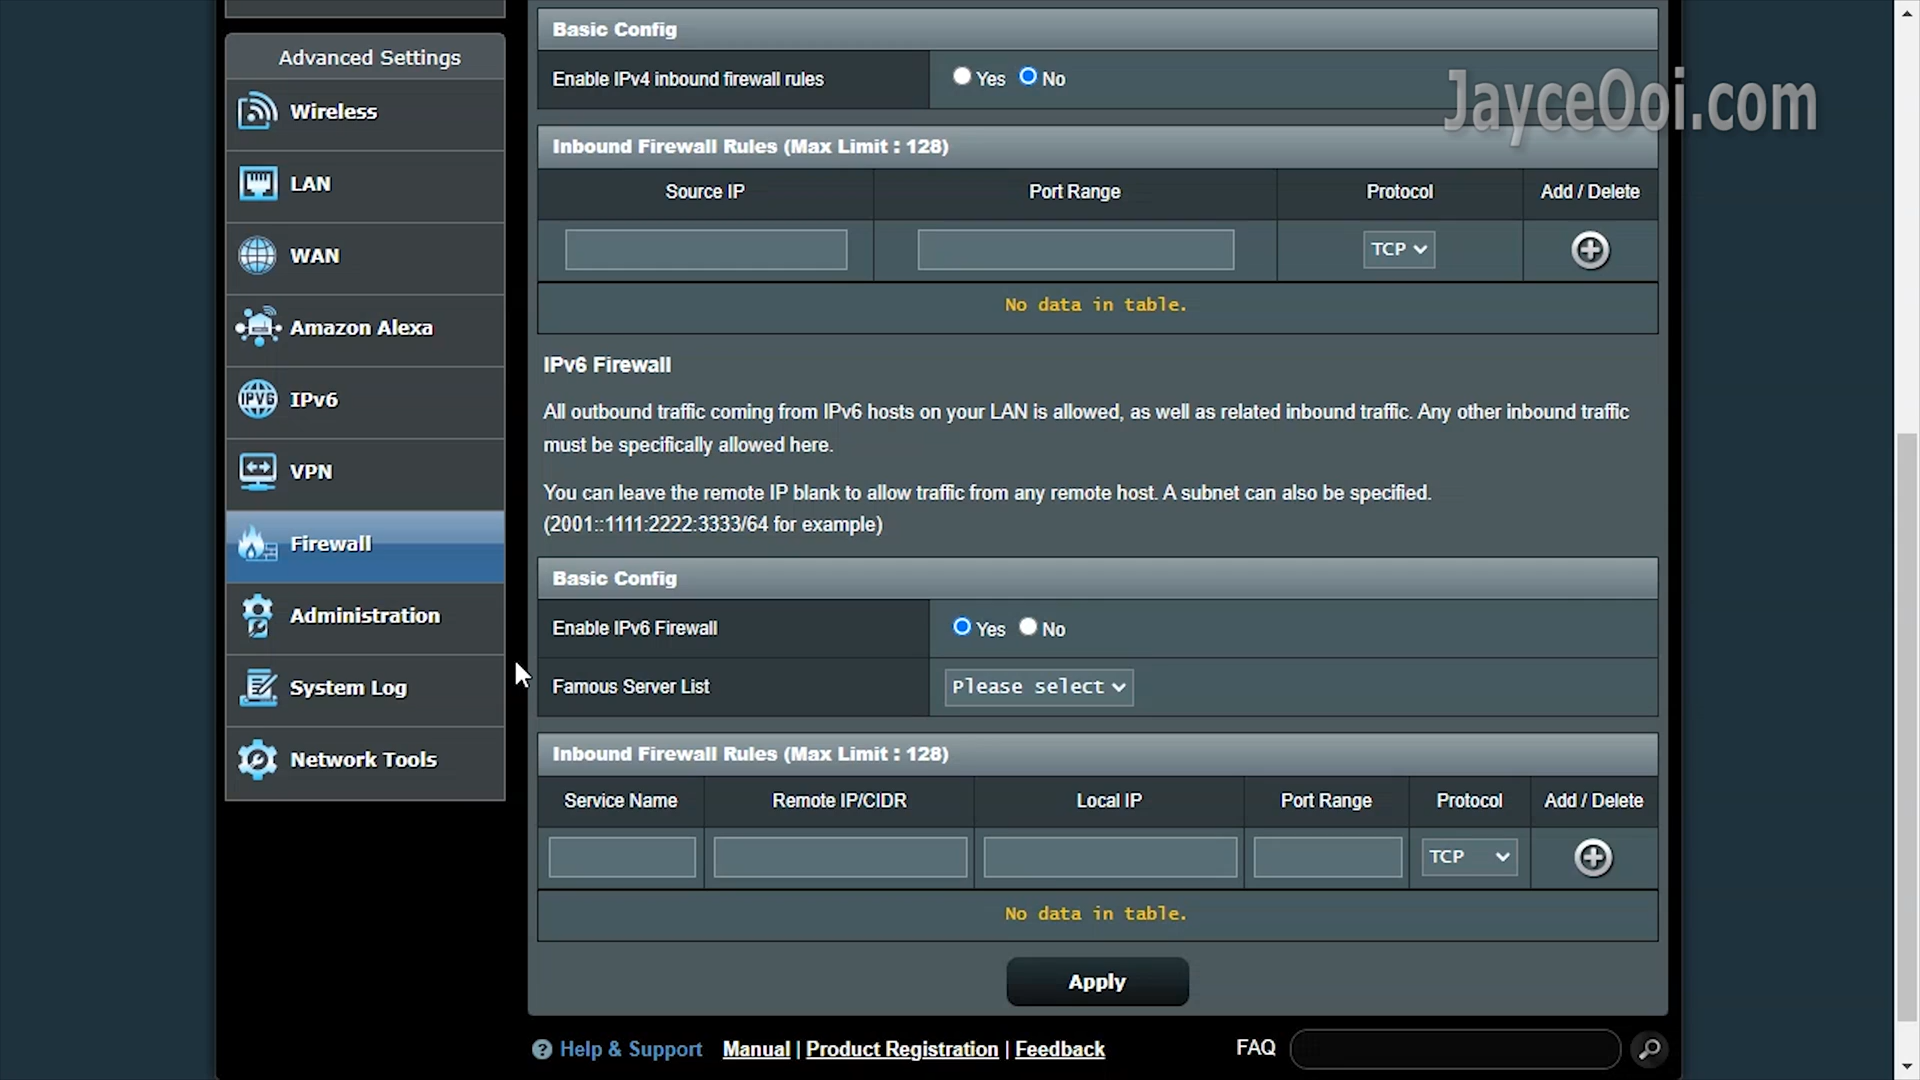 Advanced Settings
Wireless
LAN
WAN
Amazon Alexa
IPv6
VPN
Firewall
Administration
System Log
Network Tools
Basic Config
Enable IPv4 inbound firewall rules Yes No
JayceOoi.com
Inbound Firewall Rules (Max Limit : 128)
Source IP Port Range Protocol Add / Delete
TCP
No data in table.
IPv6 Firewall
All outbound traffic coming from IPv6 hosts on your LAN is allowed, as well as related inbound traffic. Any other inbound traffic
must be specifically allowed here.
You can leave the remote IP blank to allow traffic from any remote host. A subnet can also be specified.
(2001::1111:2222:3333/64 for example)
Basic Config
Enable IPv6 Firewall Yes No
Famous Server List Please select
Inbound Firewall Rules (Max Limit : 128)
Service Name Remote IP/CIDR Local IP Port Range Protocol Add / Delete
TCP
No data in table.
Apply
? Help & Support Manual | Product Registration | Feedback FAQ